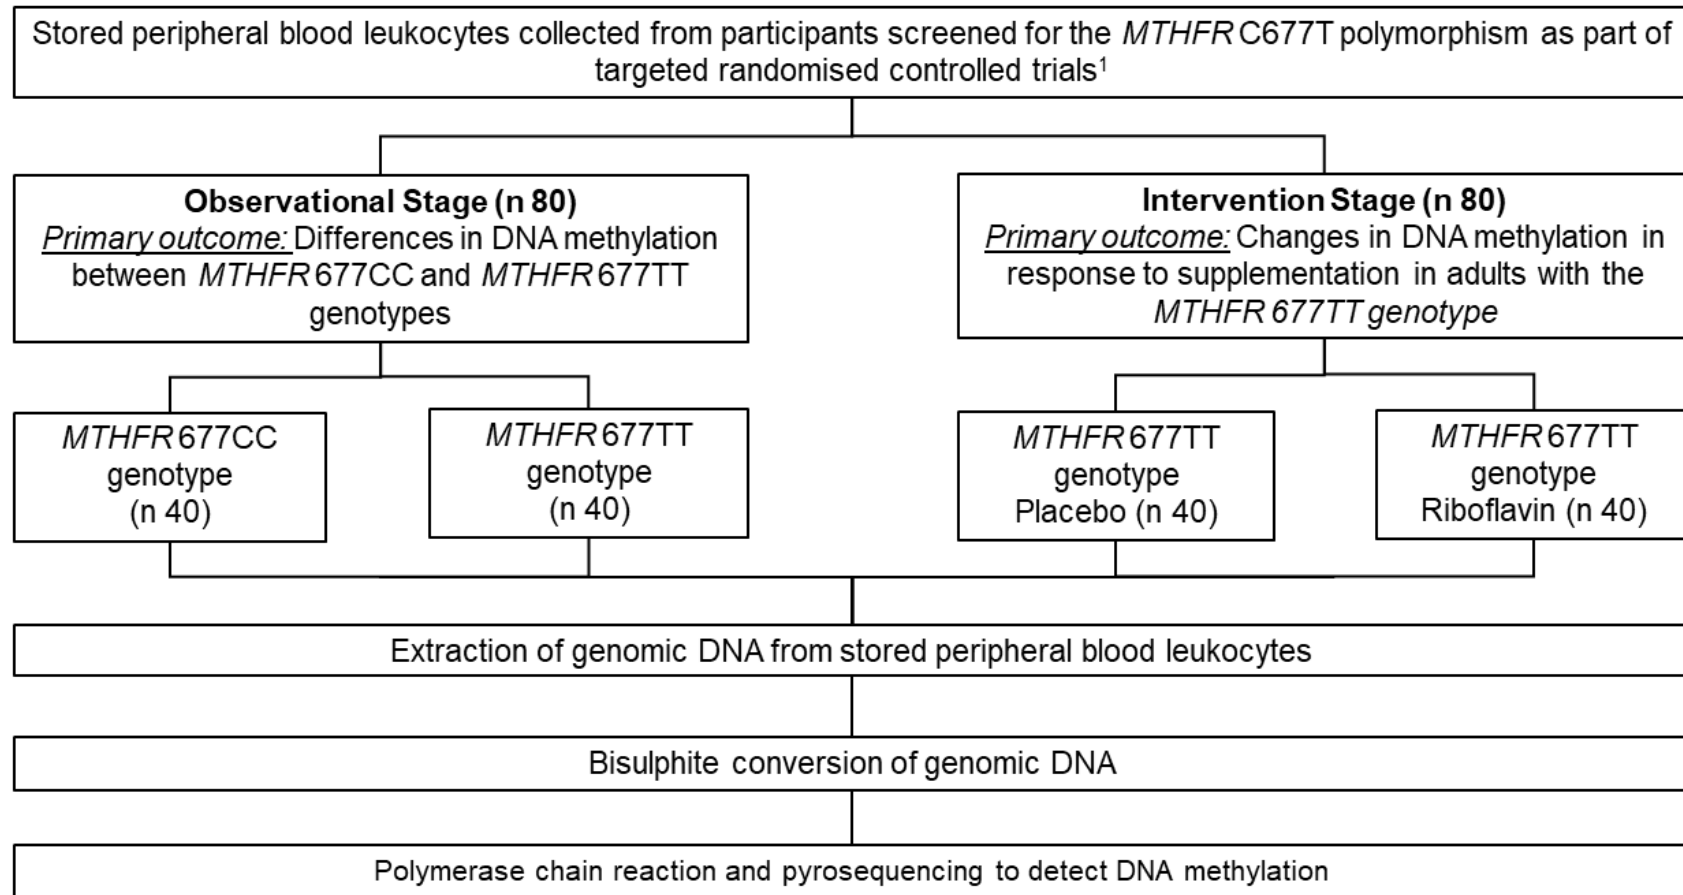 Stored peripheral blood leukocytes collected from participants screened for the MTHFR C677T polymorphism as part of
targeted randomised controlled trials¹
Observational Stage (n 80)
Primary outcome: Differences in DNA methylation
between MTHFR 677CC and MTHFR 677TT
genotypes
Intervention Stage (n 80)
Primary outcome: Changes in DNA methylation in
response to supplementation in adults with the
MTHFR 677TT genotype
MTHFR 677CC
genotype
(n 40)
MTHFR 677TT
genotype
(n 40)
MTHFR 677TT
genotype
Placebo (n 40)
MTHFR 677TT
genotype
Riboflavin (n 40)
Extraction of genomic DNA from stored peripheral blood leukocytes
Bisulphite conversion of genomic DNA
Polymerase chain reaction and pyrosequencing to detect DNA methylation